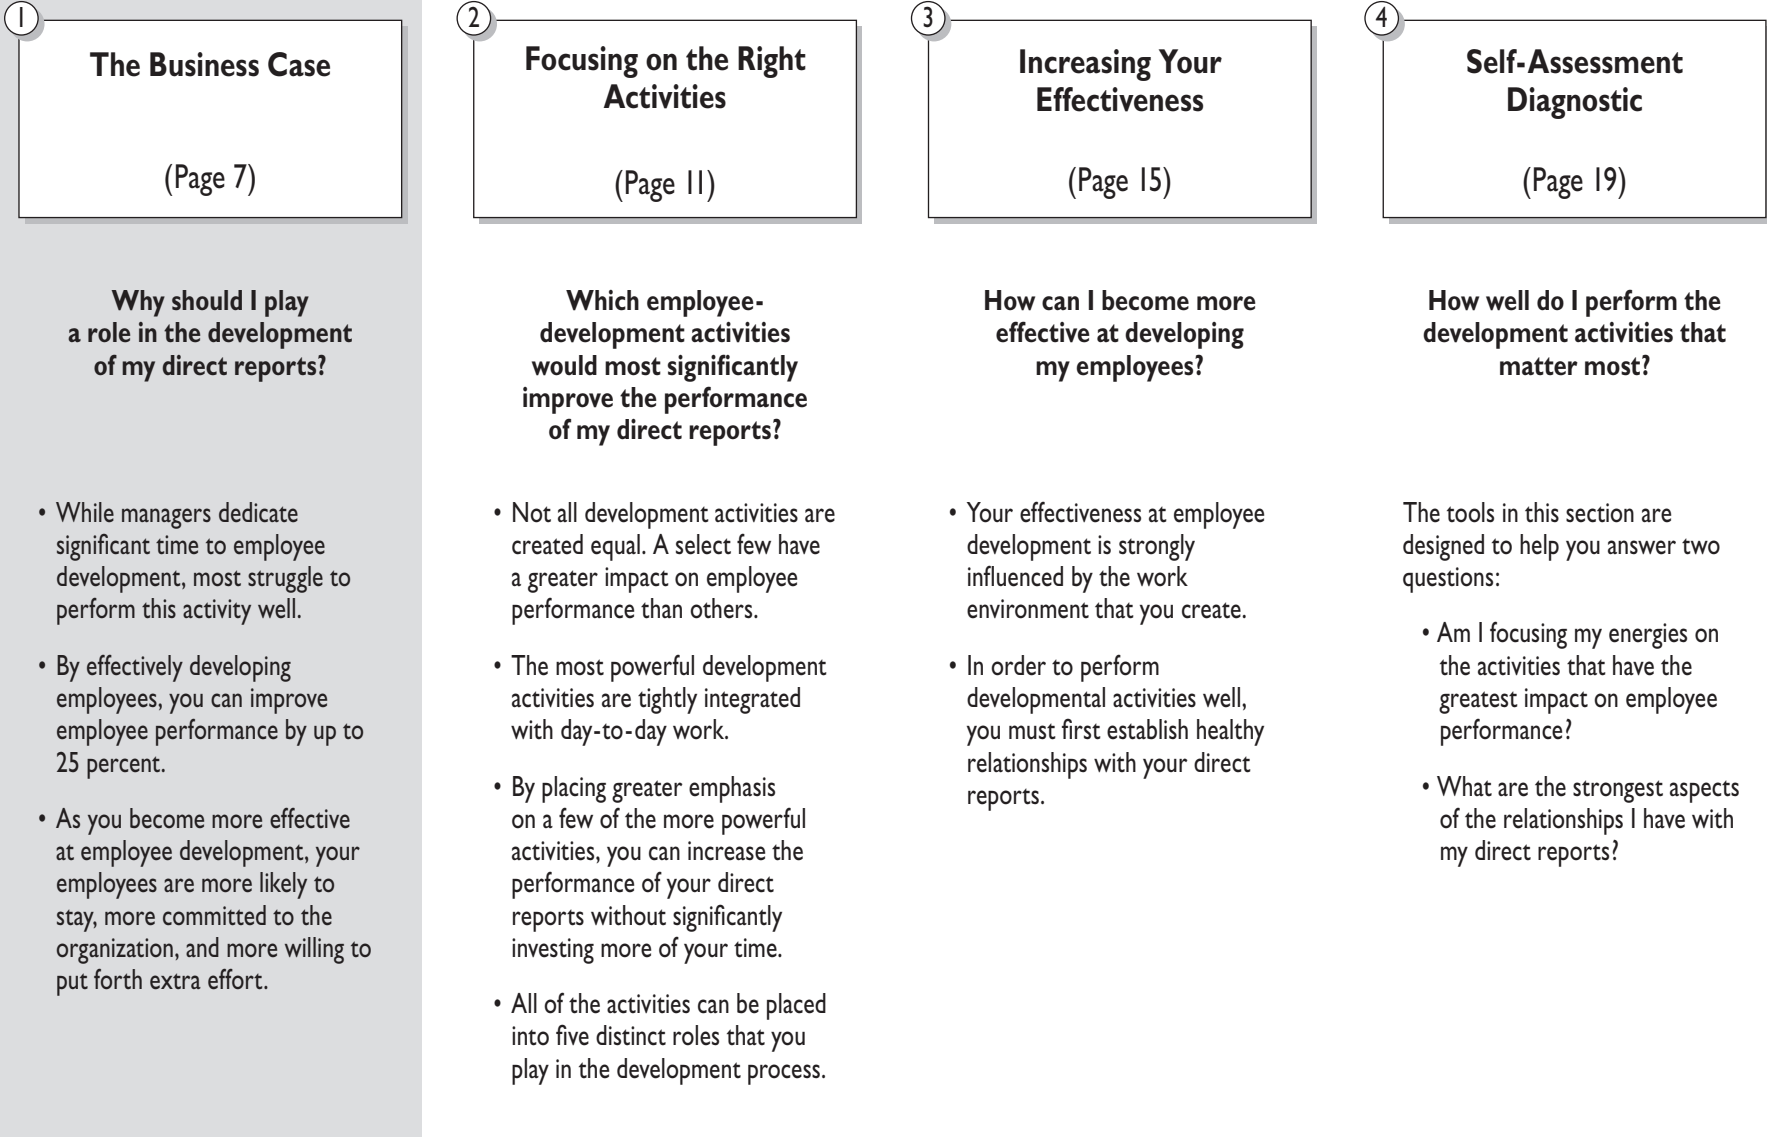 1
The Business Case
(Page 7)
Why should I play
a role in the development
of my direct reports?
• While managers dedicate
significant time to employee
development, most struggle to
perform this activity well.
• By effectively developing
employees, you can improve
employee performance by up to
25 percent.
• As you become more effective
at employee development, your
employees are more likely to
stay, more committed to the
organization, and more willing to
put forth extra effort.
2
Focusing on the Right
Activities
(Page 11)
Which employee-
development activities
would most significantly
improve the performance
of my direct reports?
• Not all development activities are
created equal. A select few have
a greater impact on employee
performance than others.
• The most powerful development
activities are tightly integrated
with day-to-day work.
• By placing greater emphasis
on a few of the more powerful
activities, you can increase the
performance of your direct
reports without significantly
investing more of your time.
• All of the activities can be placed
into five distinct roles that you
play in the development process.
3
Increasing Your
Effectiveness
(Page 15)
How can I become more
effective at developing
my employees?
• Your effectiveness at employee
development is strongly
influenced by the work
environment that you create.
• In order to perform
developmental activities well,
you must first establish healthy
relationships with your direct
reports.
4
Self-Assessment
Diagnostic
(Page 19)
How well do I perform the
development activities that
matter most?
The tools in this section are
designed to help you answer two
questions:
• Am I focusing my energies on
the activities that have the
greatest impact on employee
performance?
• What are the strongest aspects
of the relationships I have with
my direct reports?